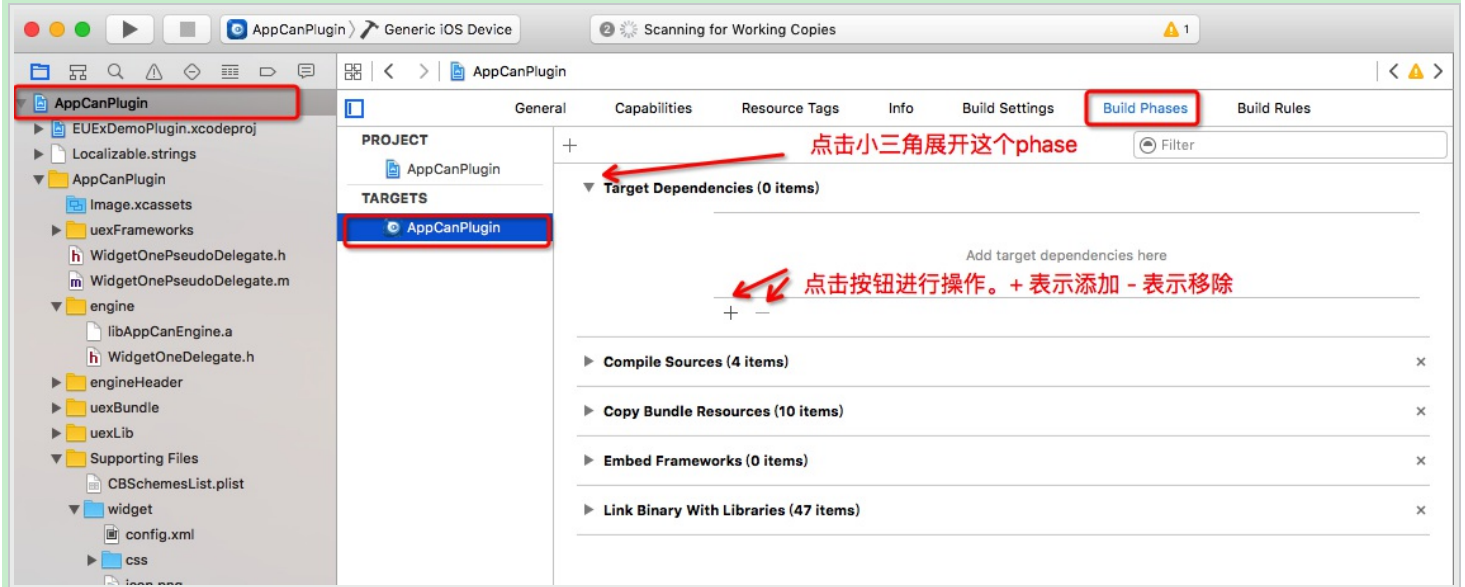 AppCanPlugin 〉 Generic iOS Device
2 Scanning for Working Copies
1
AppCanPlugin
AppCanPlugin
EUExDemoPlugin.xcodeproj
Localizable.strings
AppCanPlugin
Image.xcassets
uexFrameworks
h WidgetOnePseudoDelegate.h
m WidgetOnePseudoDelegate.m
engine
libAppCanEngine.a
h WidgetOneDelegate.h
engineHeader
uexBundle
uexLib
Supporting Files
CBSchemesList.plist
widget
config.xml
css
icon.png
General Capabilities Resource Tags Info Build Settings Build Phases Build Rules
PROJECT
AppCanPlugin
TARGETS
AppCanPlugin
+ 点击小三角展开这个phase Filter
Target Dependencies (0 items)
Add target dependencies here
点击按钮进行操作。+ 表示添加 - 表示移除
+ －
Compile Sources (4 items) ×
Copy Bundle Resources (10 items) ×
Embed Frameworks (0 items) ×
Link Binary With Libraries (47 items) ×